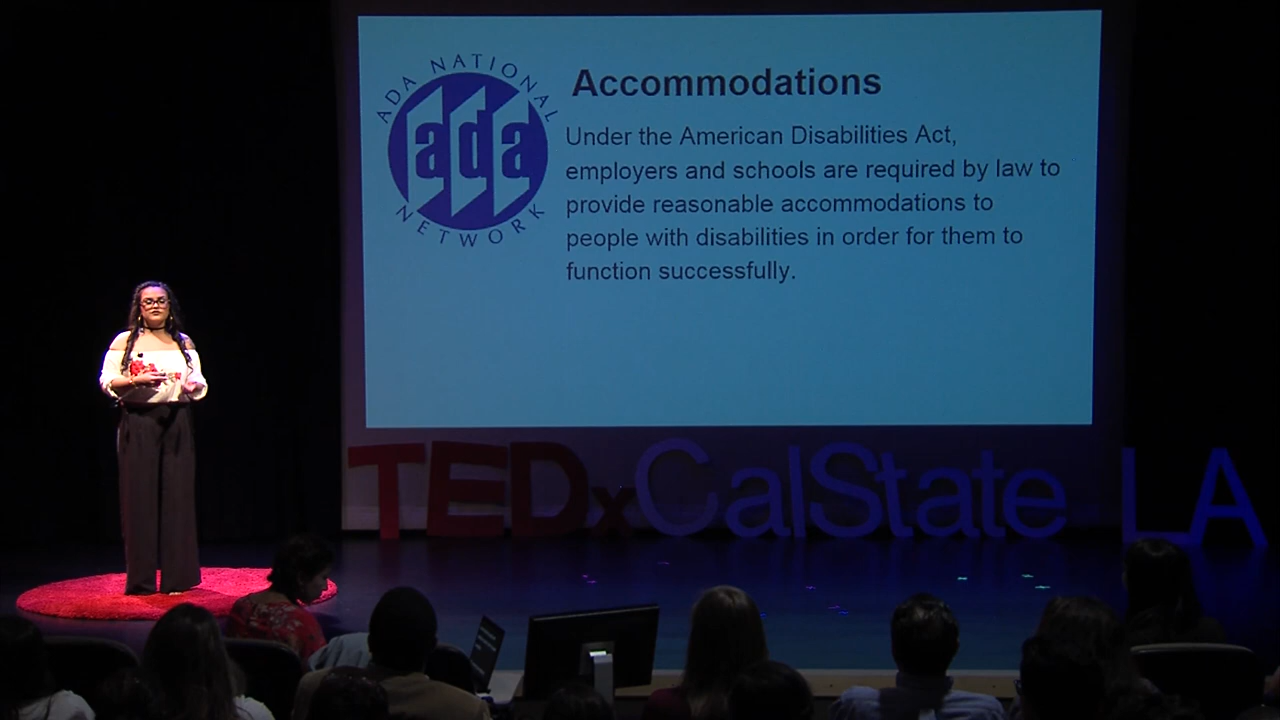 ADA NATIONAL
ada
NETWORK
Accommodations
Under the American Disabilities Act,
employers and schools are required by law to
provide reasonable accommodations to
people with disabilities in order for them to
function successfully.
TEDxCalState LA